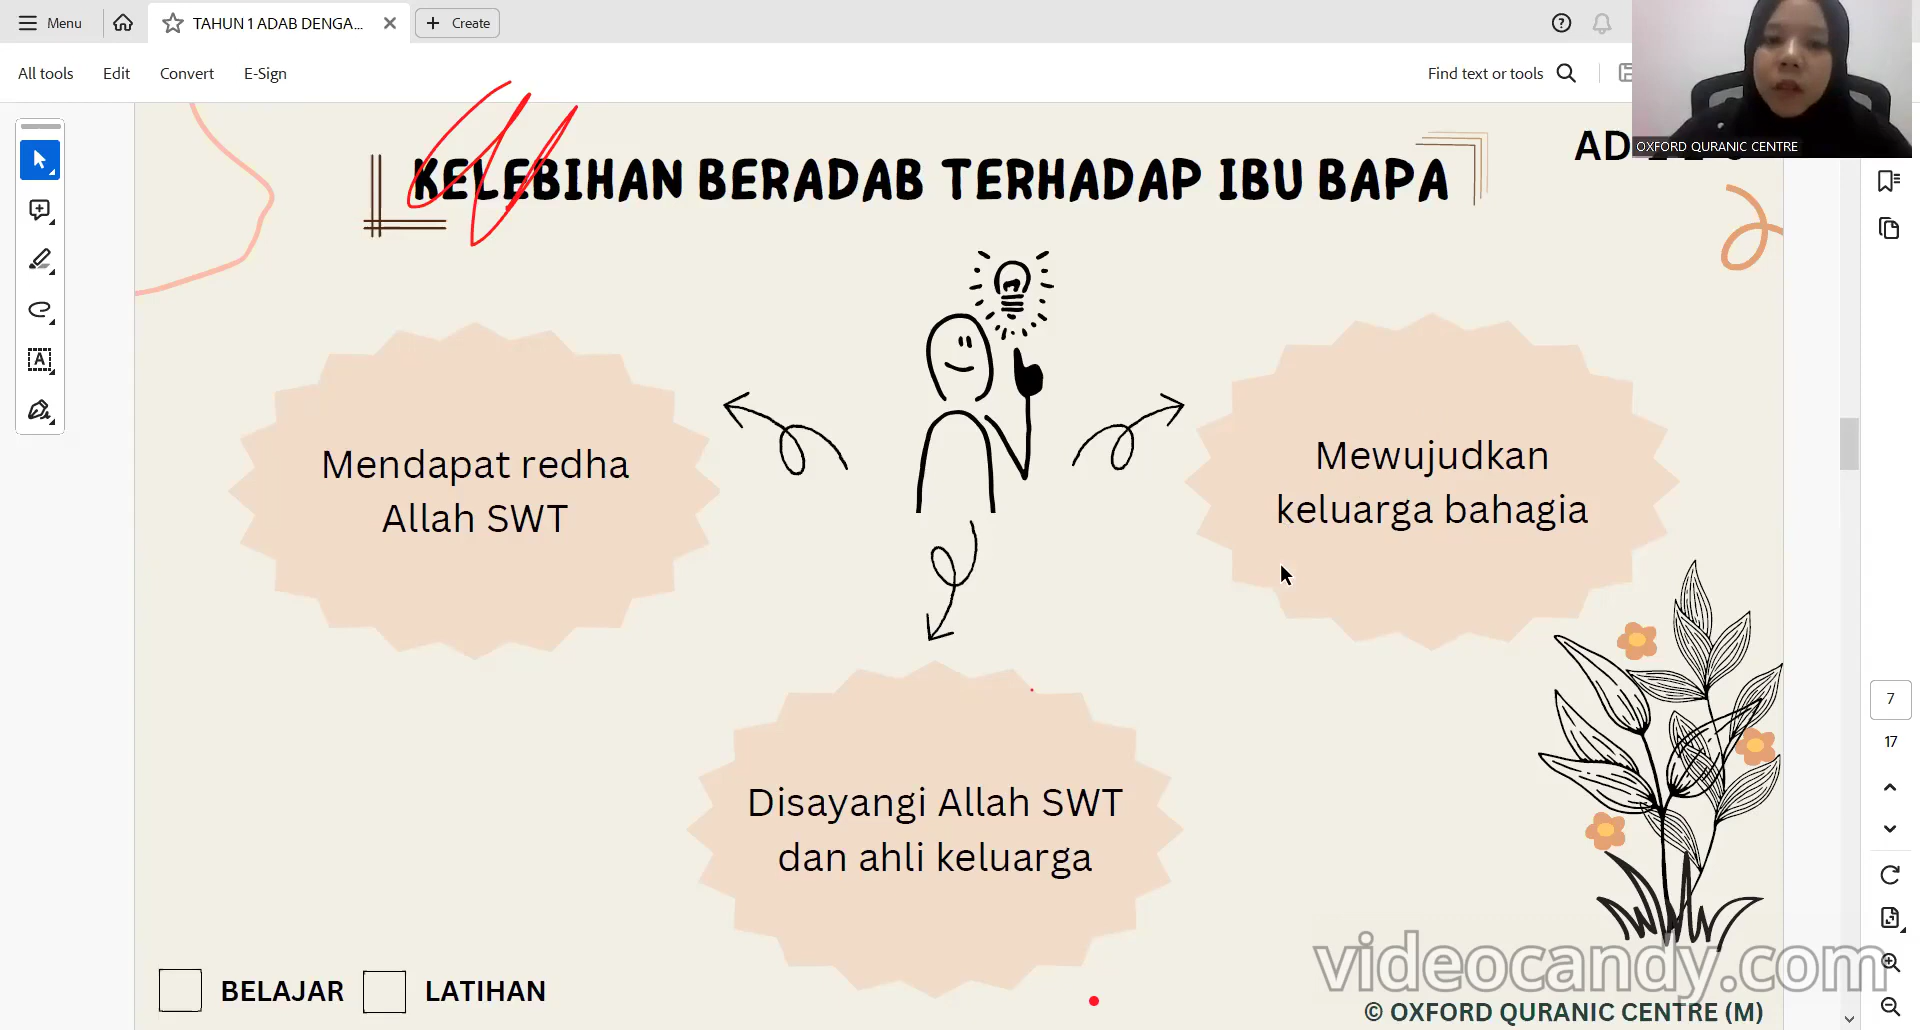 Menu
TAHUN 1 ADAB DENGA...
Create
All tools
Edit
Convert
E-Sign
Find text or tools
OXFORD QURANIC CENTRE
KELEBIHAN BERADAB TERHADAP IBU BAPA
Mendapat redha
Allah SWT
Mewujudkan
keluarga bahagia
Disayangi Allah SWT
dan ahli keluarga
7
17
BELAJAR
LATIHAN
videocandy.com
© OXFORD QURANIC CENTRE (M)